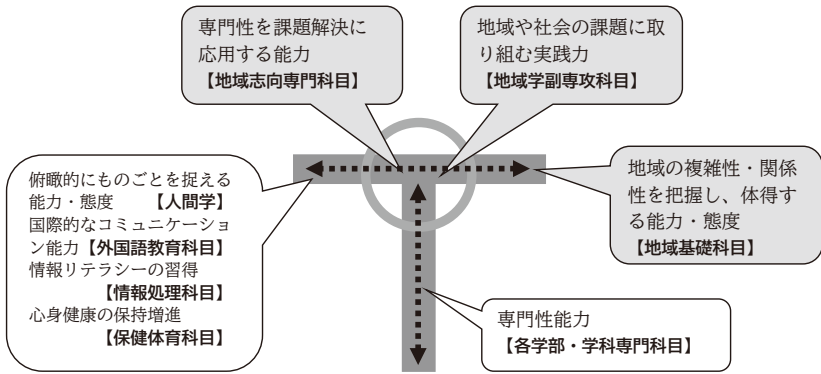 専門性を課題解決に
応用する能力
【地域志向専門科目】
地域や社会の課題に取
り組む実践力
【地域学副専攻科目】
俯瞰的にものごとを捉える
能力・態度　【人間学】
国際的なコミュニケーショ
ン能力【外国語教育科目】
情報リテラシーの習得
【情報処理科目】
心身健康の保持増進
【保健体育科目】
地域の複雑性・関係
性を把握し、体得す
る能力・態度
【地域基礎科目】
専門性能力
【各学部・学科専門科目】